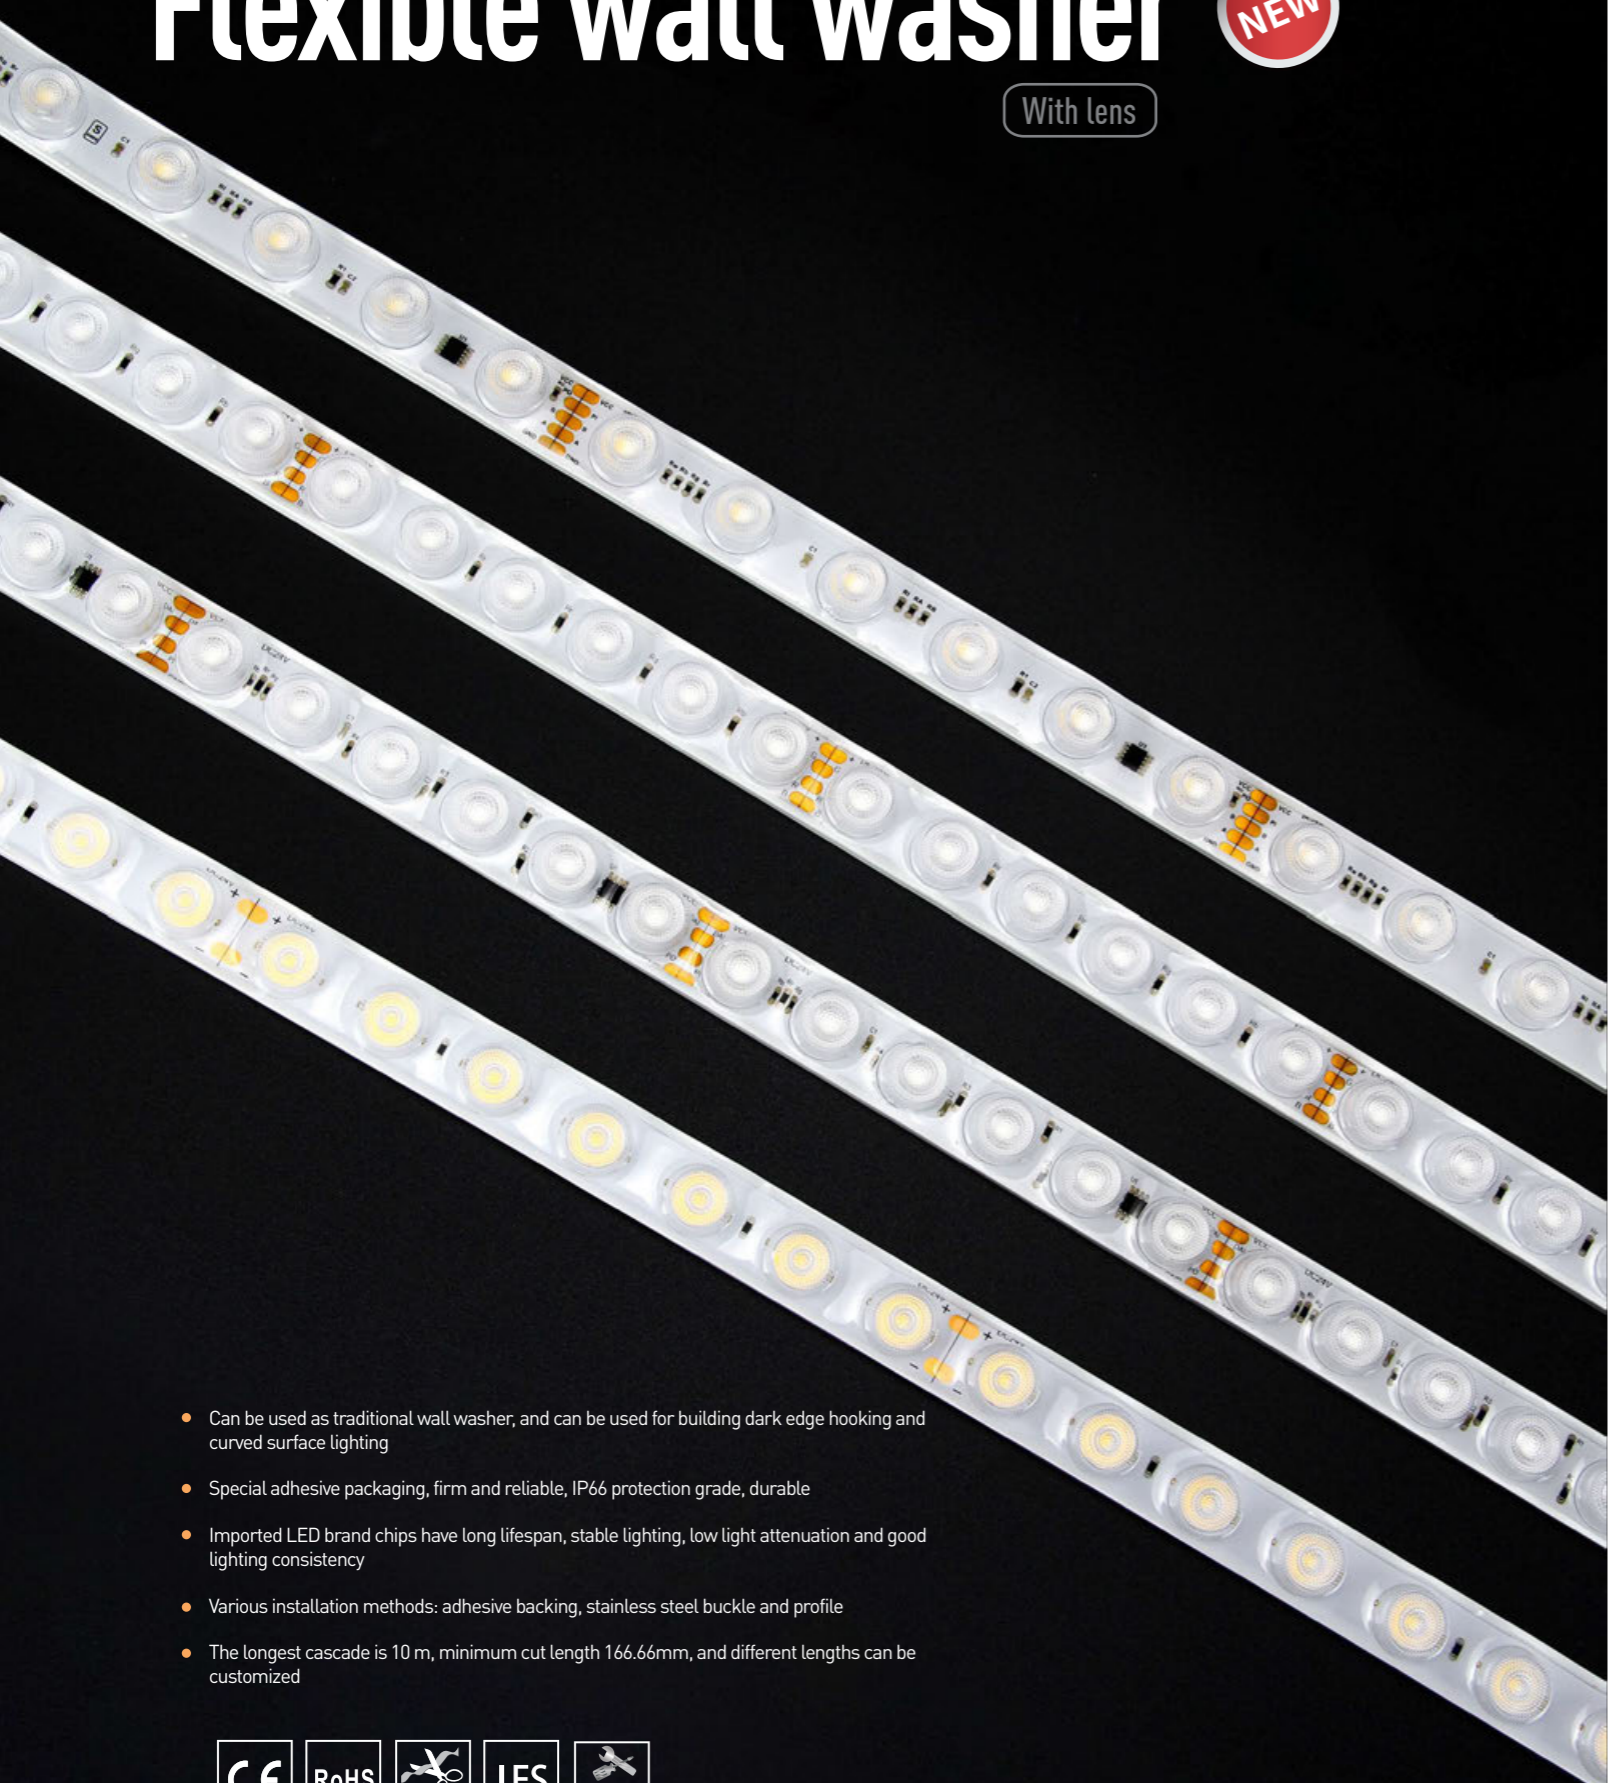 Flexible wall washer
NEW
With lens
Can be used as traditional wall washer, and can be used for building dark edge hooking and
curved surface lighting
Special adhesive packaging, firm and reliable, IP66 protection grade, durable
Imported LED brand chips have long lifespan, stable lighting, low light attenuation and good
lighting consistency
Various installation methods: adhesive backing, stainless steel buckle and profile
The longest cascade is 10 m, minimum cut length 166.66mm, and different lengths can be
customized
CE
RoHS